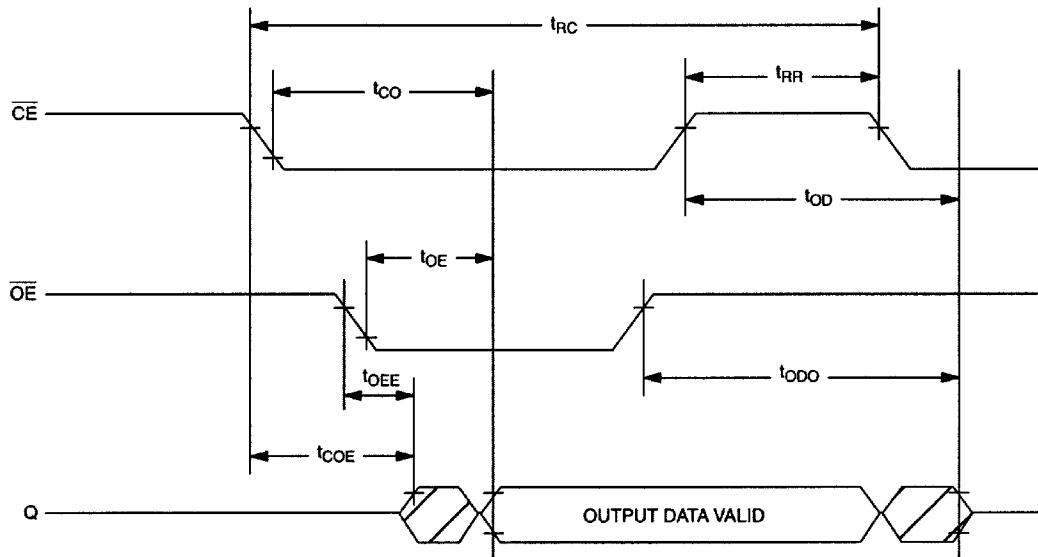 tRC
tRR
tCO
CE
tOD
tOE
OE
tODO
tOEE
tCOE
Q
OUTPUT DATA VALID